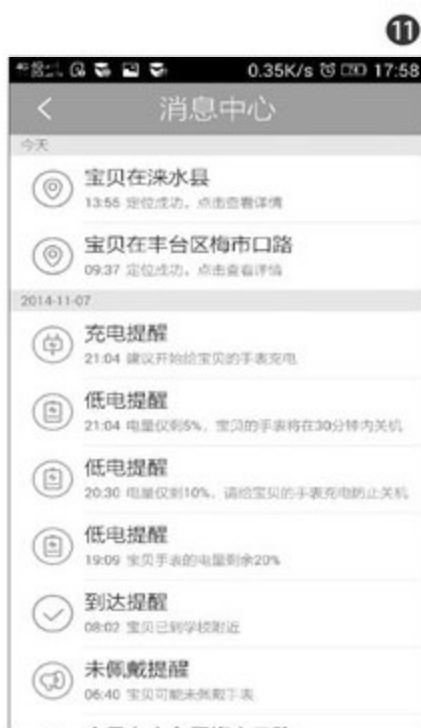 ⓫
0.35K/s 17:58
消息中心
今天
宝贝在涞水县
13:55 定位成功，点击查看详情
宝贝在丰台区梅市口路
09:37 定位成功，点击查看详情
2014-11-07
充电提醒
21:04 建议开始给宝贝的手表充电
低电提醒
21:04 电量仅剩5%，宝贝的手表将在30分钟内关机
低电提醒
20:30 电量仅剩10%，请给宝贝的手表充电防止关机
低电提醒
19:09 宝贝手表的电量剩余20%
到达提醒
08:02 宝贝已到学校附近
未佩戴提醒
06:40 宝贝可能未佩戴手表